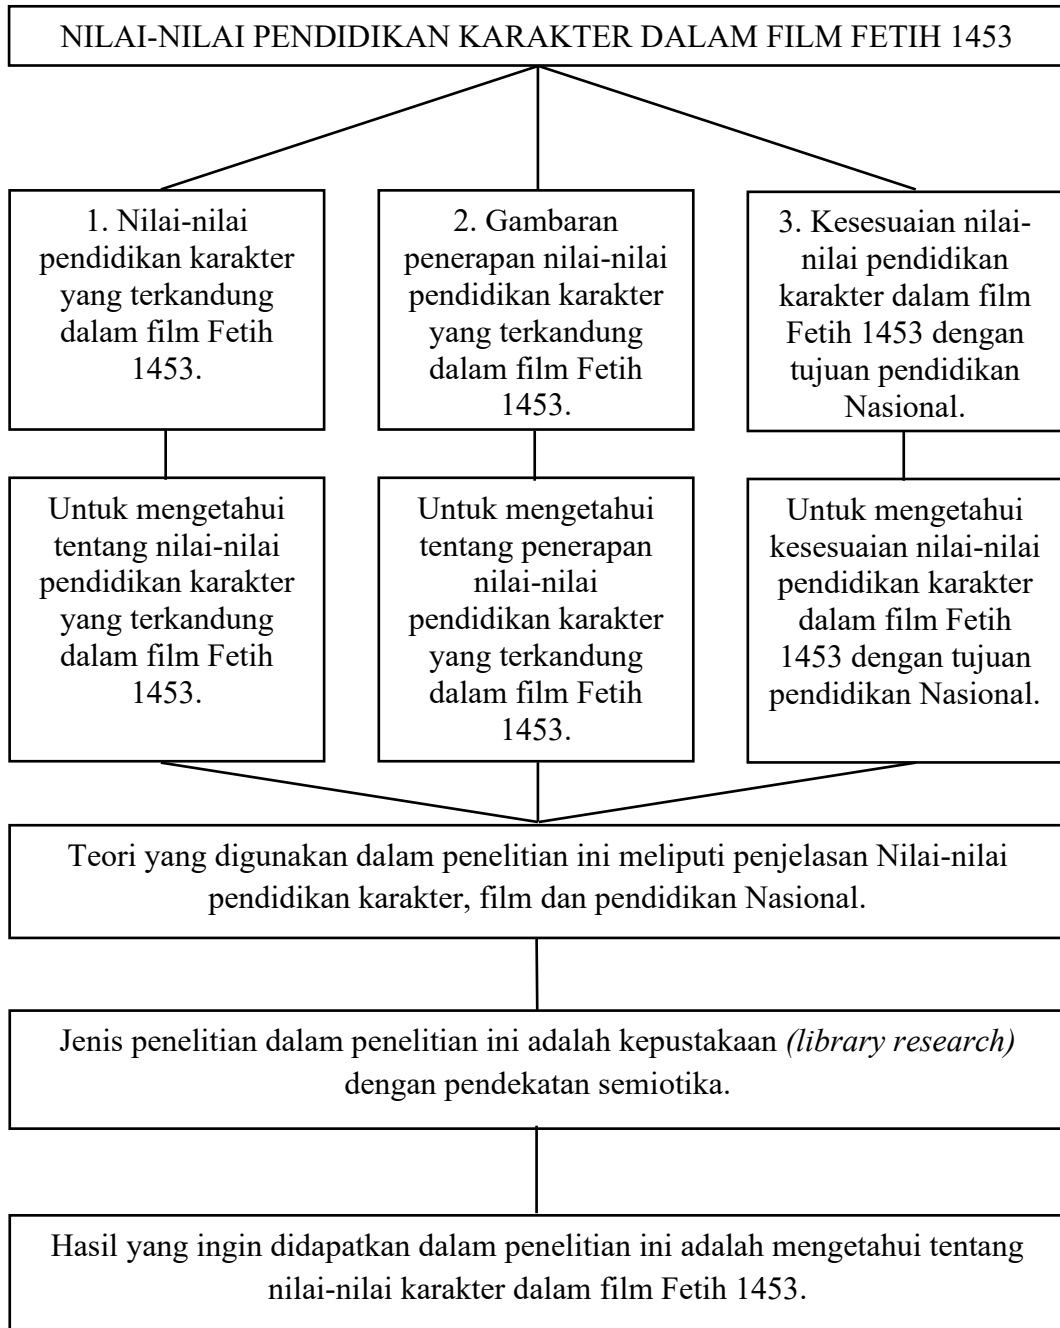 NILAI-NILAI PENDIDIKAN KARAKTER DALAM FILM FETIH 1453
1. Nilai-nilai
pendidikan karakter
yang terkandung
dalam film Fetih
1453.
2. Gambaran
penerapan nilai-nilai
pendidikan karakter
yang terkandung
dalam film Fetih
1453.
3. Kesesuaian nilai-
nilai pendidikan
karakter dalam film
Fetih 1453 dengan
tujuan pendidikan
Nasional.
Untuk mengetahui
tentang nilai-nilai
pendidikan karakter
yang terkandung
dalam film Fetih
1453.
Untuk mengetahui
tentang penerapan
nilai-nilai
pendidikan karakter
yang terkandung
dalam film Fetih
1453.
Untuk mengetahui
kesesuaian nilai-nilai
pendidikan karakter
dalam film Fetih
1453 dengan tujuan
pendidikan Nasional.
Teori yang digunakan dalam penelitian ini meliputi penjelasan Nilai-nilai
pendidikan karakter, film dan pendidikan Nasional.
Jenis penelitian dalam penelitian ini adalah kepustakaan (library research)
dengan pendekatan semiotika.
Hasil yang ingin didapatkan dalam penelitian ini adalah mengetahui tentang
nilai-nilai karakter dalam film Fetih 1453.